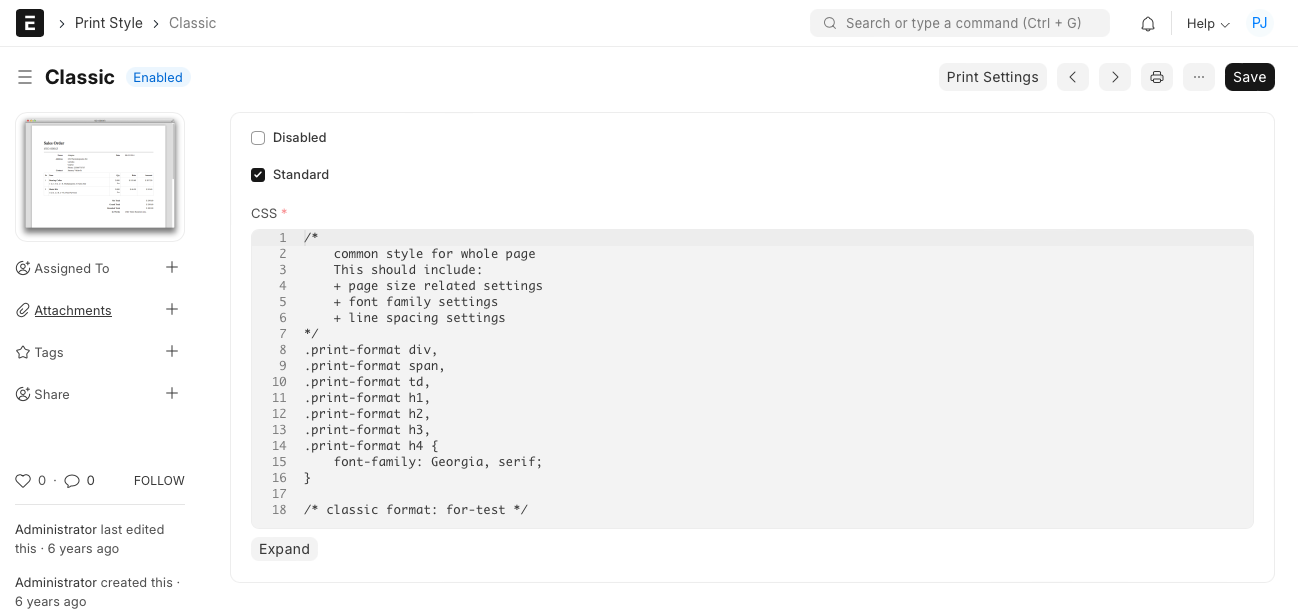 Print Style
Classic
Search or type a command (Ctrl + G)
Help
PJ
Classic
Enabled
Print Settings
Save
Sales Order
Assigned To
Attachments
Tags
Share
0 · 0 FOLLOW
Administrator last edited
this · 6 years ago
Administrator created this ·
6 years ago
Disabled
Standard
CSS *
1 /*
2 common style for whole page
3 This should include:
4 + page size related settings
5 + font family settings
6 + line spacing settings
7 */
8 .print-format div,
9 .print-format span,
10 .print-format td,
11 .print-format h1,
12 .print-format h2,
13 .print-format h3,
14 .print-format h4 {
15 font-family: Georgia, serif;
16 }
17
18 /* classic format: for-test */
Expand